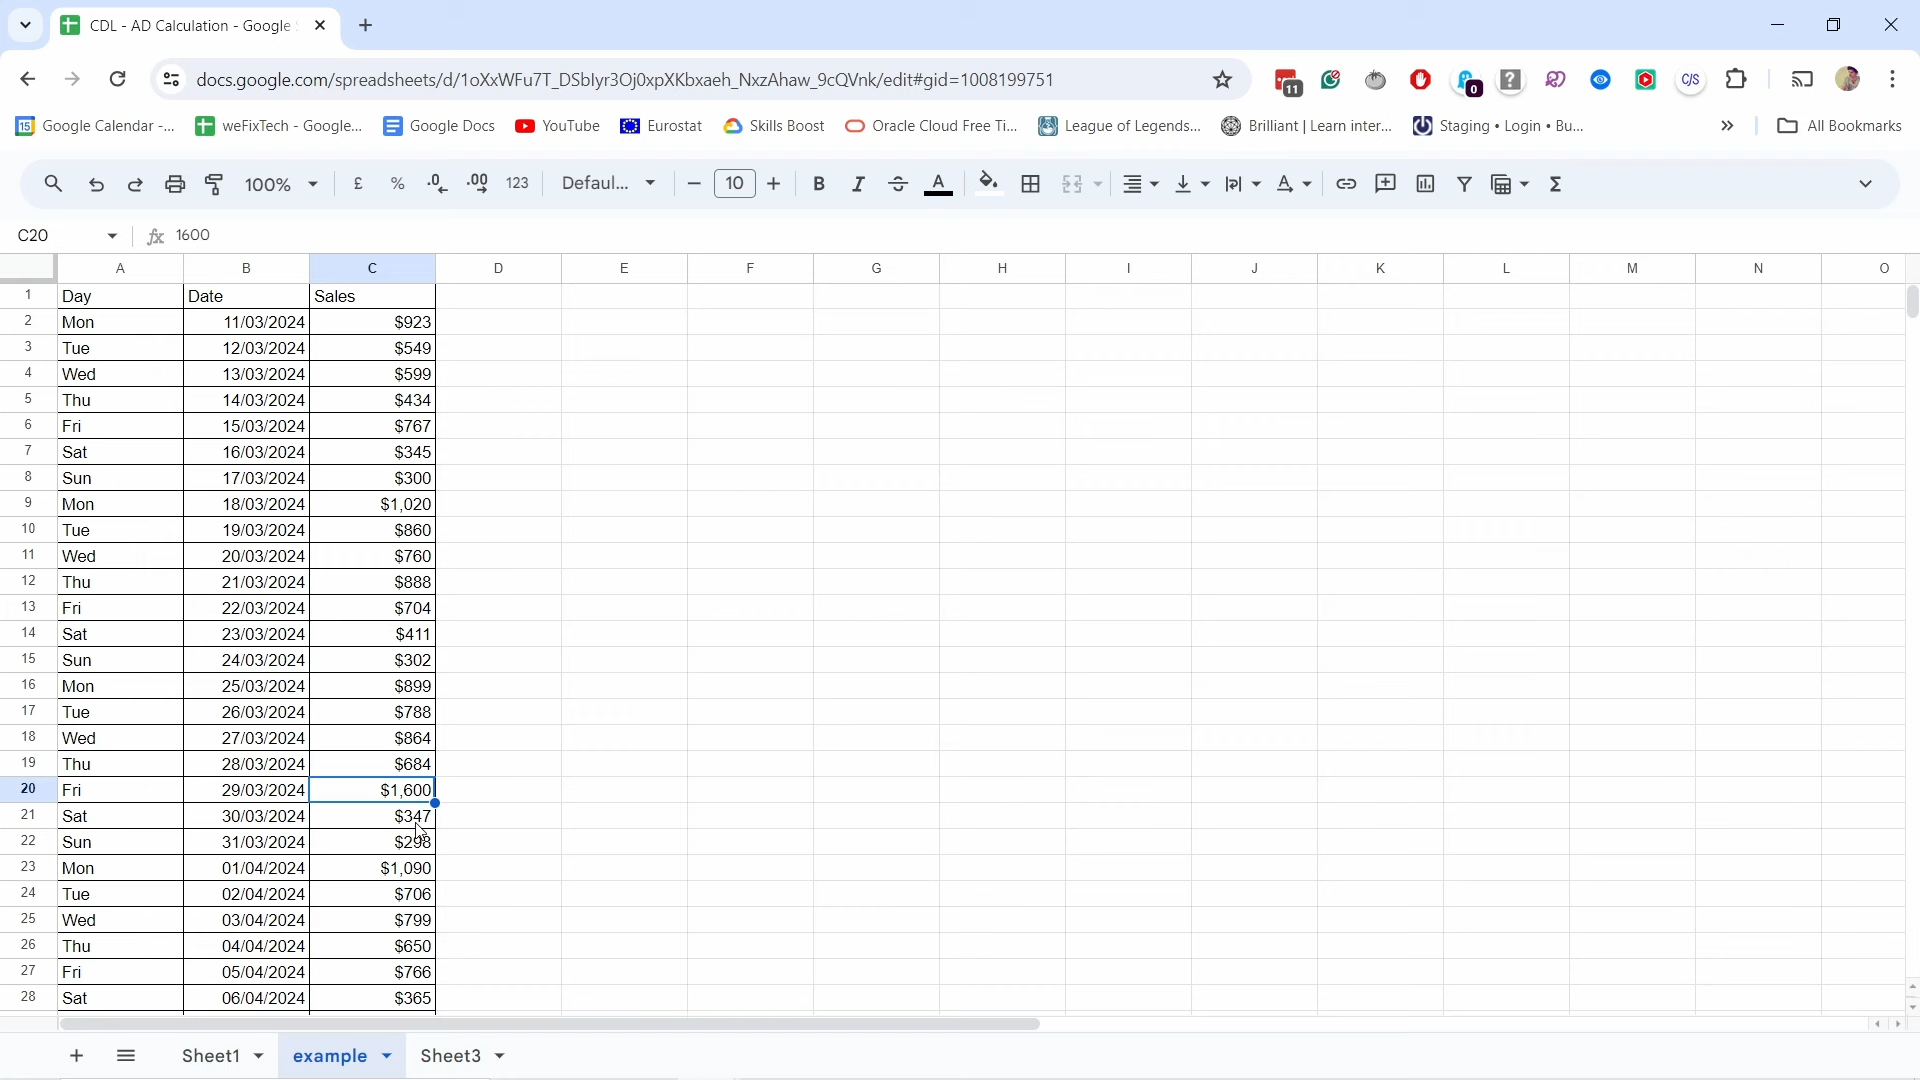 CDL - AD Calculation - Google
docs.google.com/spreadsheets/d/1oXxWFu7T_DSblyr3Oj0xpXKbxaeh_NxzAhaw_9cQVnk/edit#gid=1008199751
11 0 C/S
15 Google Calendar -... weFixTech - Google... Google Docs YouTube Eurostat Skills Boost Oracle Cloud Free Ti... League of Legends... Brilliant | Learn inter... Staging • Login • Bu... » All Bookmarks
100% £ % .0 .00 123 Defaul... − 10 + B I S A Σ
C20 fx 1600
A B C D E F G H I J K L M N O
1 Day Date Sales
2 Mon 11/03/2024 $923
3 Tue 12/03/2024 $549
4 Wed 13/03/2024 $599
5 Thu 14/03/2024 $434
6 Fri 15/03/2024 $767
7 Sat 16/03/2024 $345
8 Sun 17/03/2024 $300
9 Mon 18/03/2024 $1,020
10 Tue 19/03/2024 $860
11 Wed 20/03/2024 $760
12 Thu 21/03/2024 $888
13 Fri 22/03/2024 $704
14 Sat 23/03/2024 $411
15 Sun 24/03/2024 $302
16 Mon 25/03/2024 $899
17 Tue 26/03/2024 $788
18 Wed 27/03/2024 $864
19 Thu 28/03/2024 $684
20 Fri 29/03/2024 $1,600
21 Sat 30/03/2024 $347
22 Sun 31/03/2024 $298
23 Mon 01/04/2024 $1,090
24 Tue 02/04/2024 $706
25 Wed 03/04/2024 $799
26 Thu 04/04/2024 $650
27 Fri 05/04/2024 $766
28 Sat 06/04/2024 $365
Sheet1 example Sheet3